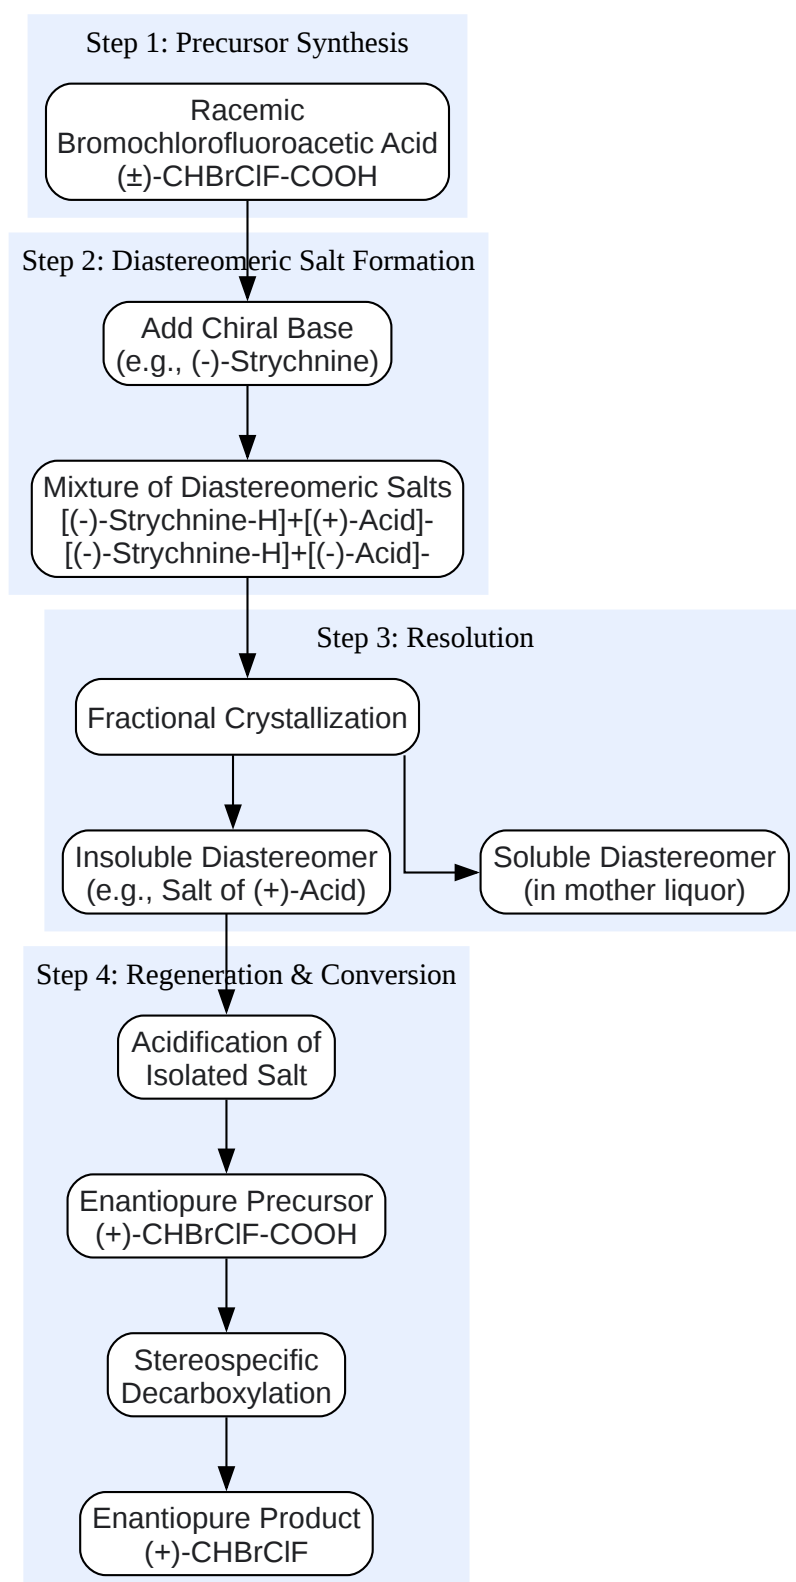 Step 1: Precursor Synthesis
Racemic
Bromochlorofluoroacetic Acid
(±)-CHBrClF-COOH
Step 2: Diastereomeric Salt Formation
Add Chiral Base
(e.g., (-)-Strychnine)
Mixture of Diastereomeric Salts
[(-)-Strychnine-H]+[(+)-Acid]-
[(-)-Strychnine-H]+[(-)-Acid]-
Step 3: Resolution
Fractional Crystallization
Insoluble Diastereomer
(e.g., Salt of (+)-Acid)
Soluble Diastereomer
(in mother liquor)
Step 4: Regeneration & Conversion
Acidification of
Isolated Salt
Enantiopure Precursor
(+)-CHBrClF-COOH
Stereospecific
Decarboxylation
Enantiopure Product
(+)-CHBrClF